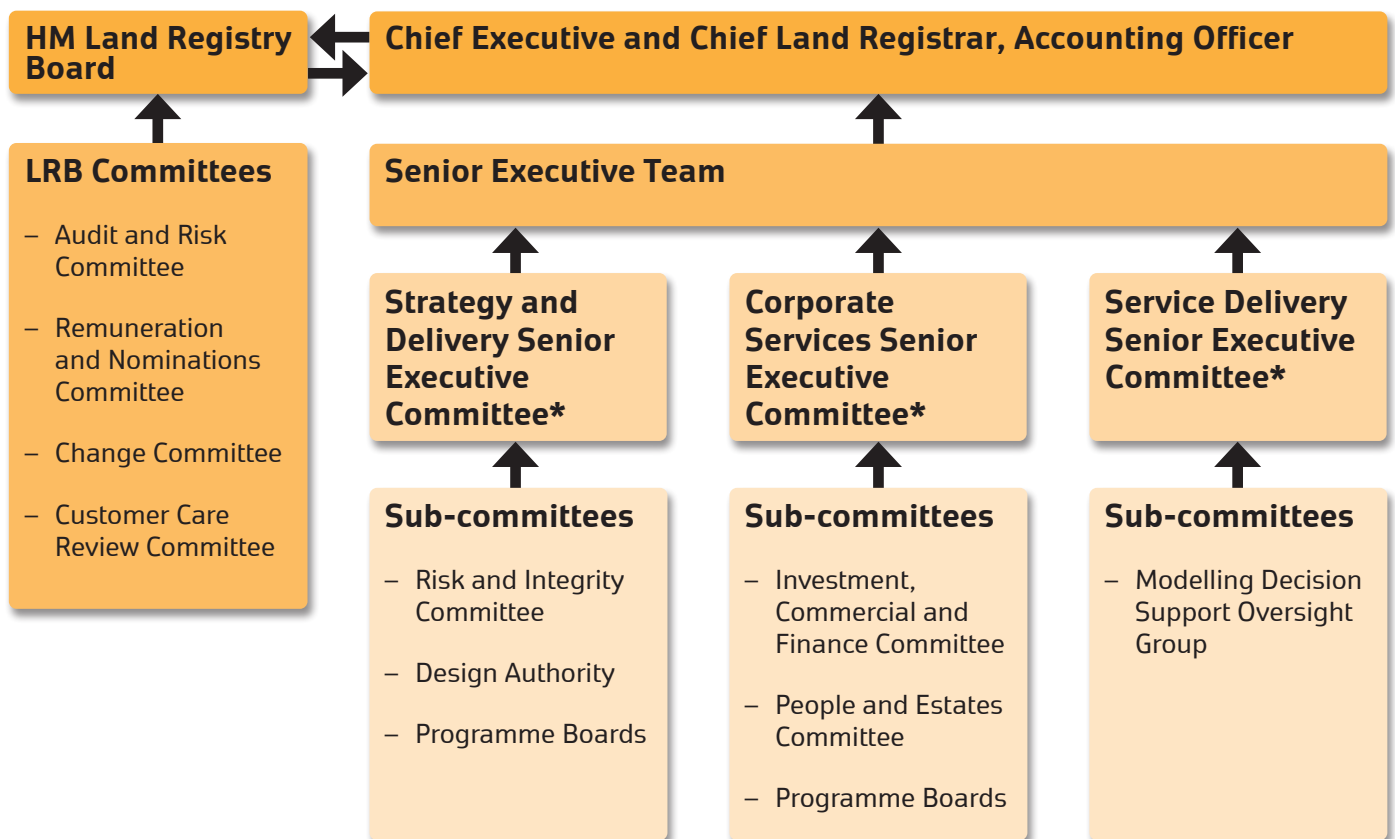 HM Land Registry
Board
Chief Executive and Chief Land Registrar, Accounting Officer
LRB Committees
– Audit and Risk
Committee
– Remuneration
and Nominations
Committee
– Change Committee
– Customer Care
Review Committee
Senior Executive Team
Strategy and
Delivery Senior
Executive
Committee*
Corporate
Services Senior
Executive
Committee*
Service Delivery
Senior Executive
Committee*
Sub-committees
– Risk and Integrity
Committee
– Design Authority
– Programme Boards
Sub-committees
– Investment,
Commercial and
Finance Committee
– People and Estates
Committee
– Programme Boards
Sub-committees
– Modelling Decision
Support Oversight
Group